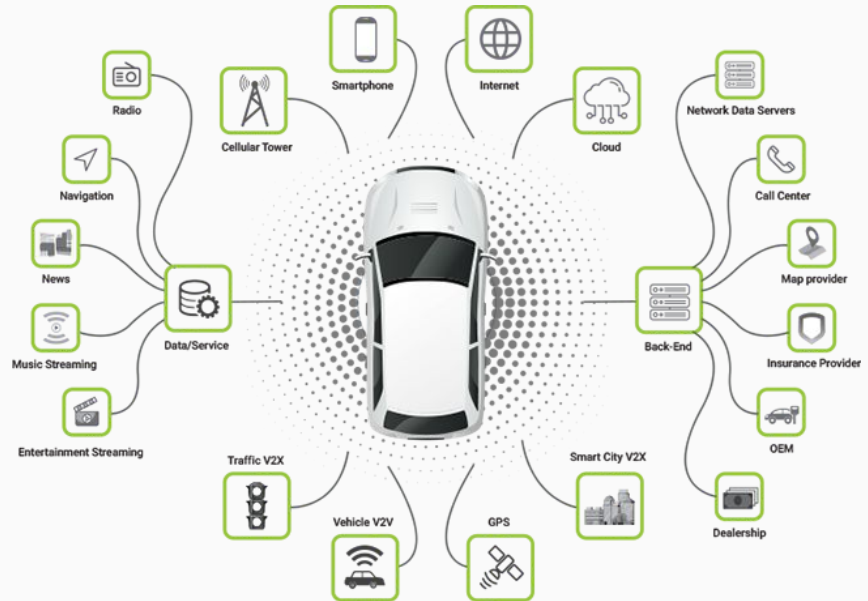 Smartphone
Internet
Radio
Cellular Tower
Cloud
Network Data Servers
Navigation
Call Center
News
Map provider
Data/Service
Back-End
Music Streaming
Insurance Provider
Entertainment Streaming
OEM
Traffic V2X
Smart City V2X
Vehicle V2V
GPS
Dealership